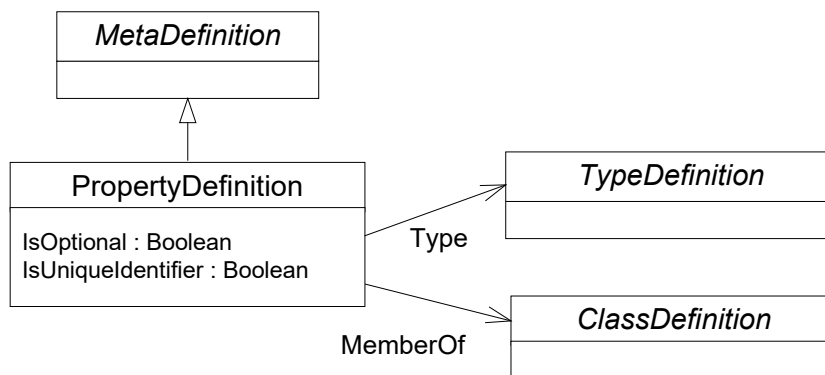 MetaDefinition
PropertyDefinition
IsOptional : Boolean
IsUniqueIdentifier : Boolean
TypeDefinition
Type
ClassDefinition
MemberOf